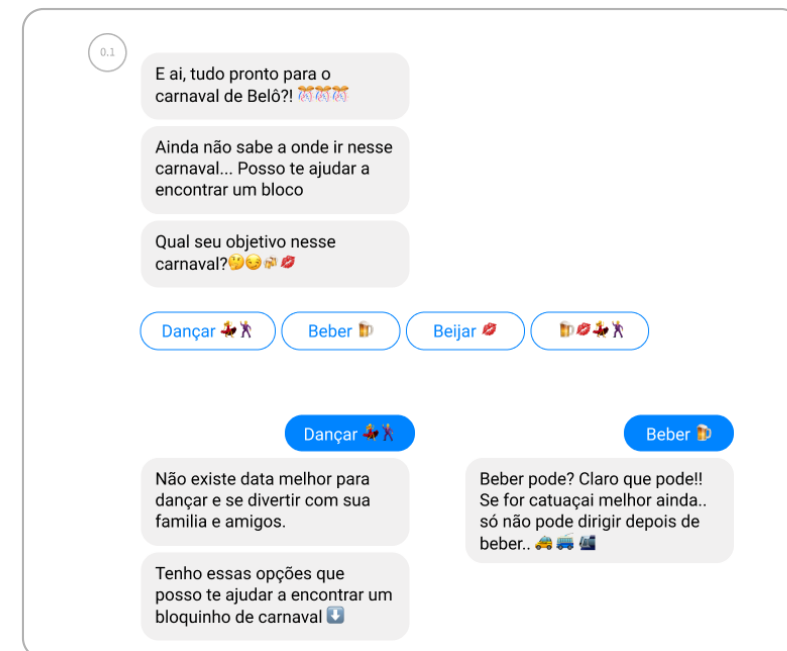 0.1
E ai, tudo pronto para o
carnaval de Belô?! 🎊🎊🎊
Ainda não sabe a onde ir nesse
carnaval... Posso te ajudar a
encontrar um bloco
Qual seu objetivo nesse
carnaval?🤔😏🍻💋
Dançar 💃🕺
Beber 🍺
Beijar 💋
🍺💋💃🕺
Dançar 💃🕺
Não existe data melhor para
dançar e se divertir com sua
familia e amigos.
Tenho essas opções que
posso te ajudar a encontrar um
bloquinho de carnaval ⬇️
Beber 🍺
Beber pode? Claro que pode!!
Se for catuaçai melhor ainda..
só não pode dirigir depois de
beber..